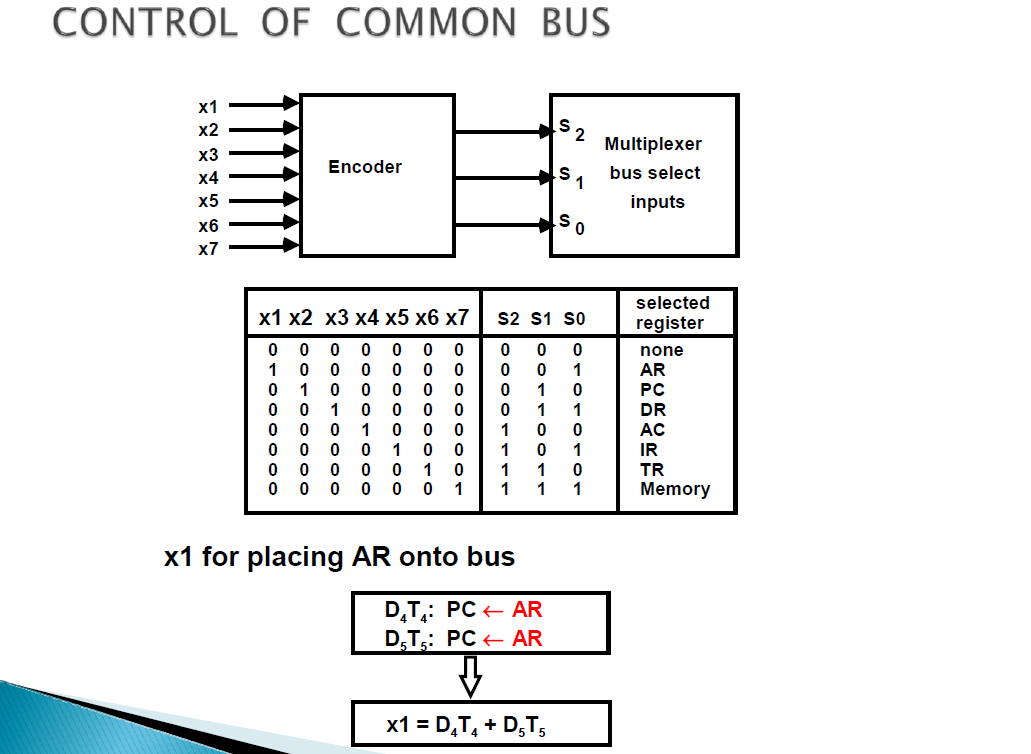 CONTROL OF COMMON BUS
x1
x2
x3
x4
x5
x6
x7
Encoder
S2
S1
S0
Multiplexer
bus select
inputs
x1 x2 x3 x4 x5 x6 x7 S2 S1 S0 selected register
0 0 0 0 0 0 0 0 0 0 none
1 0 0 0 0 0 0 0 0 1 AR
0 1 0 0 0 0 0 0 1 0 PC
0 0 1 0 0 0 0 0 1 1 DR
0 0 0 1 0 0 0 1 0 0 AC
0 0 0 0 1 0 0 1 0 1 IR
0 0 0 0 0 1 0 1 1 0 TR
0 0 0 0 0 0 1 1 1 1 Memory
x1 for placing AR onto bus
D4T4: PC ← AR
D5T5: PC ← AR
x1 = D4T4 + D5T5